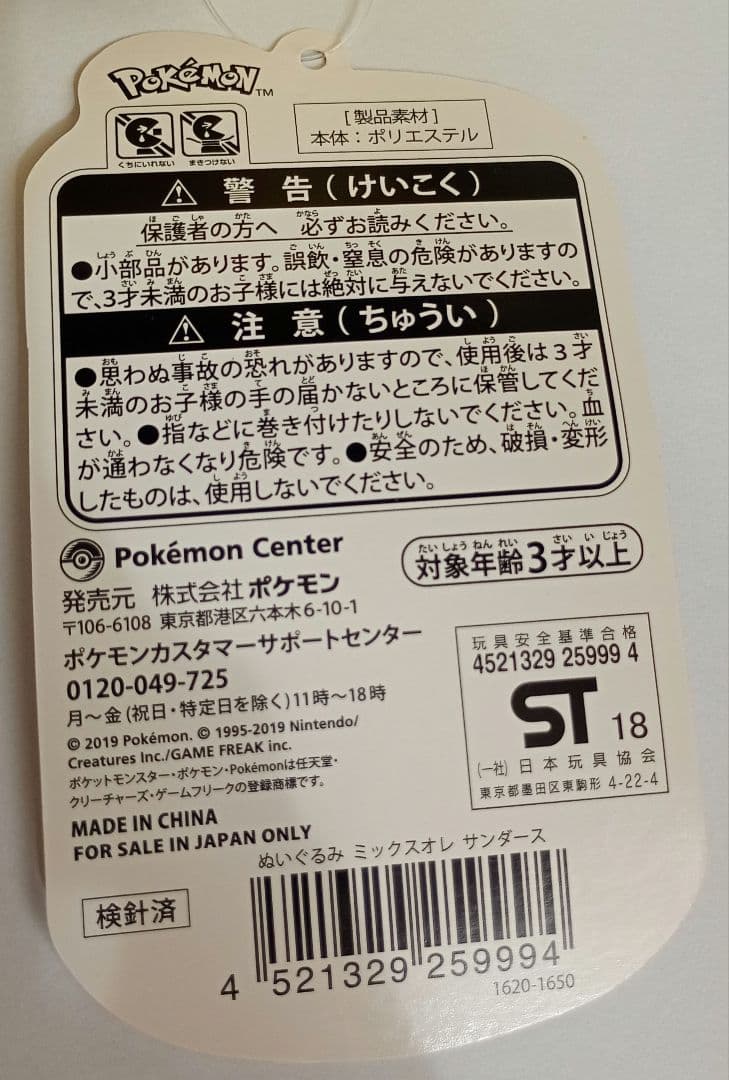 POKéMON™
[製品素材]
本体：ポリエステル
くちにいれない まきつけない
警 告(けいこく)
保護者の方へ 必ずお読みください。
●小部品があります。誤飲・窒息の危険がありますの
で、3才未満のお子様には絶対に与えないでください。
注 意(ちゅうい)
●思わぬ事故の恐れがありますので、使用後は3才
未満のお子様の手の届かないところに保管してくだ
さい。●指などに巻き付けたりしないでください。血
が通わなくなり危険です。●安全のため、破損・変形
したものは、使用しないでください。
Pokémon Center
対象年齢3才以上
発売元 株式会社ポケモン
〒106-6108 東京都港区六本木6-10-1
ポケモンカスタマーサポートセンター
0120-049-725
月～金(祝日・特定日を除く)11時～18時
© 2019 Pokémon. © 1995-2019 Nintendo/
Creatures Inc./GAME FREAK inc.
ポケットモンスター・ポケモン・Pokémonは任天堂・
クリーチャーズ・ゲームフリークの登録商標です。
MADE IN CHINA
FOR SALE IN JAPAN ONLY
玩具安全基準合格
4521329 25999 4
ST 18
(一社) 日本玩具協会
東京都墨田区東駒形 4-22-4
ぬいぐるみ ミックスオレ サンダース
検針済
4 521329 259994
1620-1650